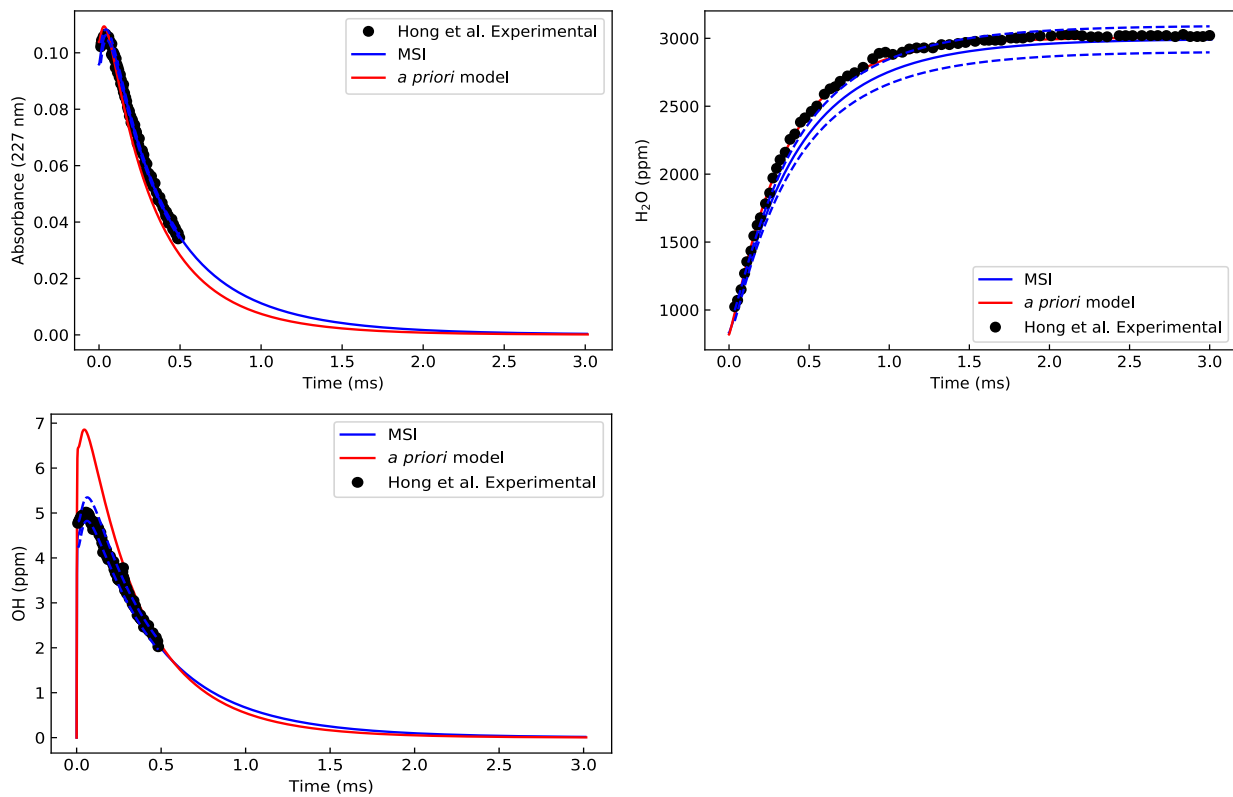 Absorbance (227 nm)
0.10
0.08
0.06
0.04
0.02
0.00
0.0 0.5 1.0 1.5 2.0 2.5 3.0
Time (ms)
Hong et al. Experimental
MSI
a priori model
H₂O (ppm)
3000
2500
2000
1500
1000
0.0 0.5 1.0 1.5 2.0 2.5 3.0
Time (ms)
MSI
a priori model
Hong et al. Experimental
OH (ppm)
7
6
5
4
3
2
1
0
0.0 0.5 1.0 1.5 2.0 2.5 3.0
Time (ms)
MSI
a priori model
Hong et al. Experimental